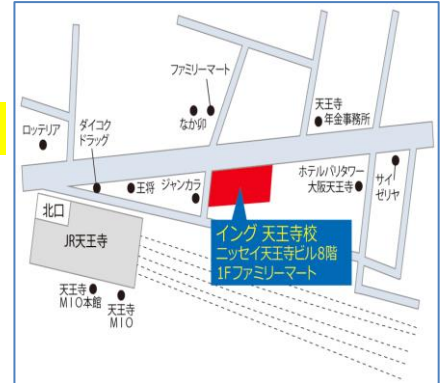 ファミリーマート
なか卯
天王寺
年金事務所
ロッテリア
ダイコク
ドラッグ
王将
ジャンカラ
ホテルバリタワー
大阪天王寺
サイ
ゼリヤ
北口
JR天王寺
イング 天王寺校
ニッセイ天王寺ビル8階
1Fファミリーマート
天王寺
MIO本館
天王寺
MIO